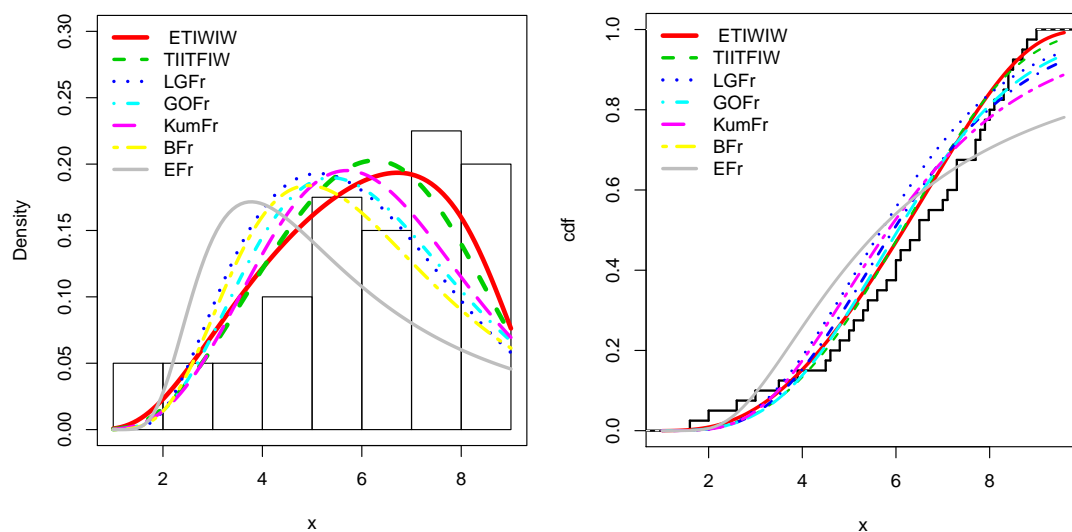 Density
0.00 0.05 0.10 0.15 0.20 0.25 0.30
ETIWIW
TIITFIW
LGFr
GOFr
KumFr
BFr
EFr
2 4 6 8
x
cdf
0.0 0.2 0.4 0.6 0.8 1.0
ETIWIW
TIITFIW
LGFr
GOFr
KumFr
BFr
EFr
2 4 6 8
x